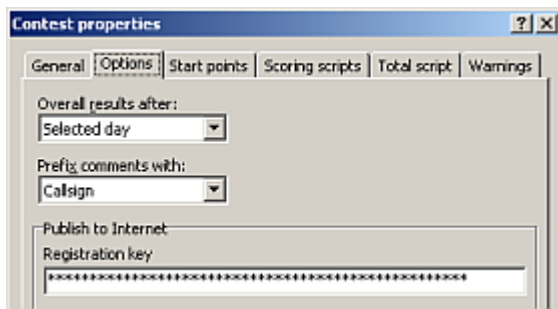 Contest properties
General Options Start points Scoring scripts Total script Warnings
Overall results after:
Selected day
Prefix comments with:
Callsign
Publish to Internet
Registration key
****************************************************